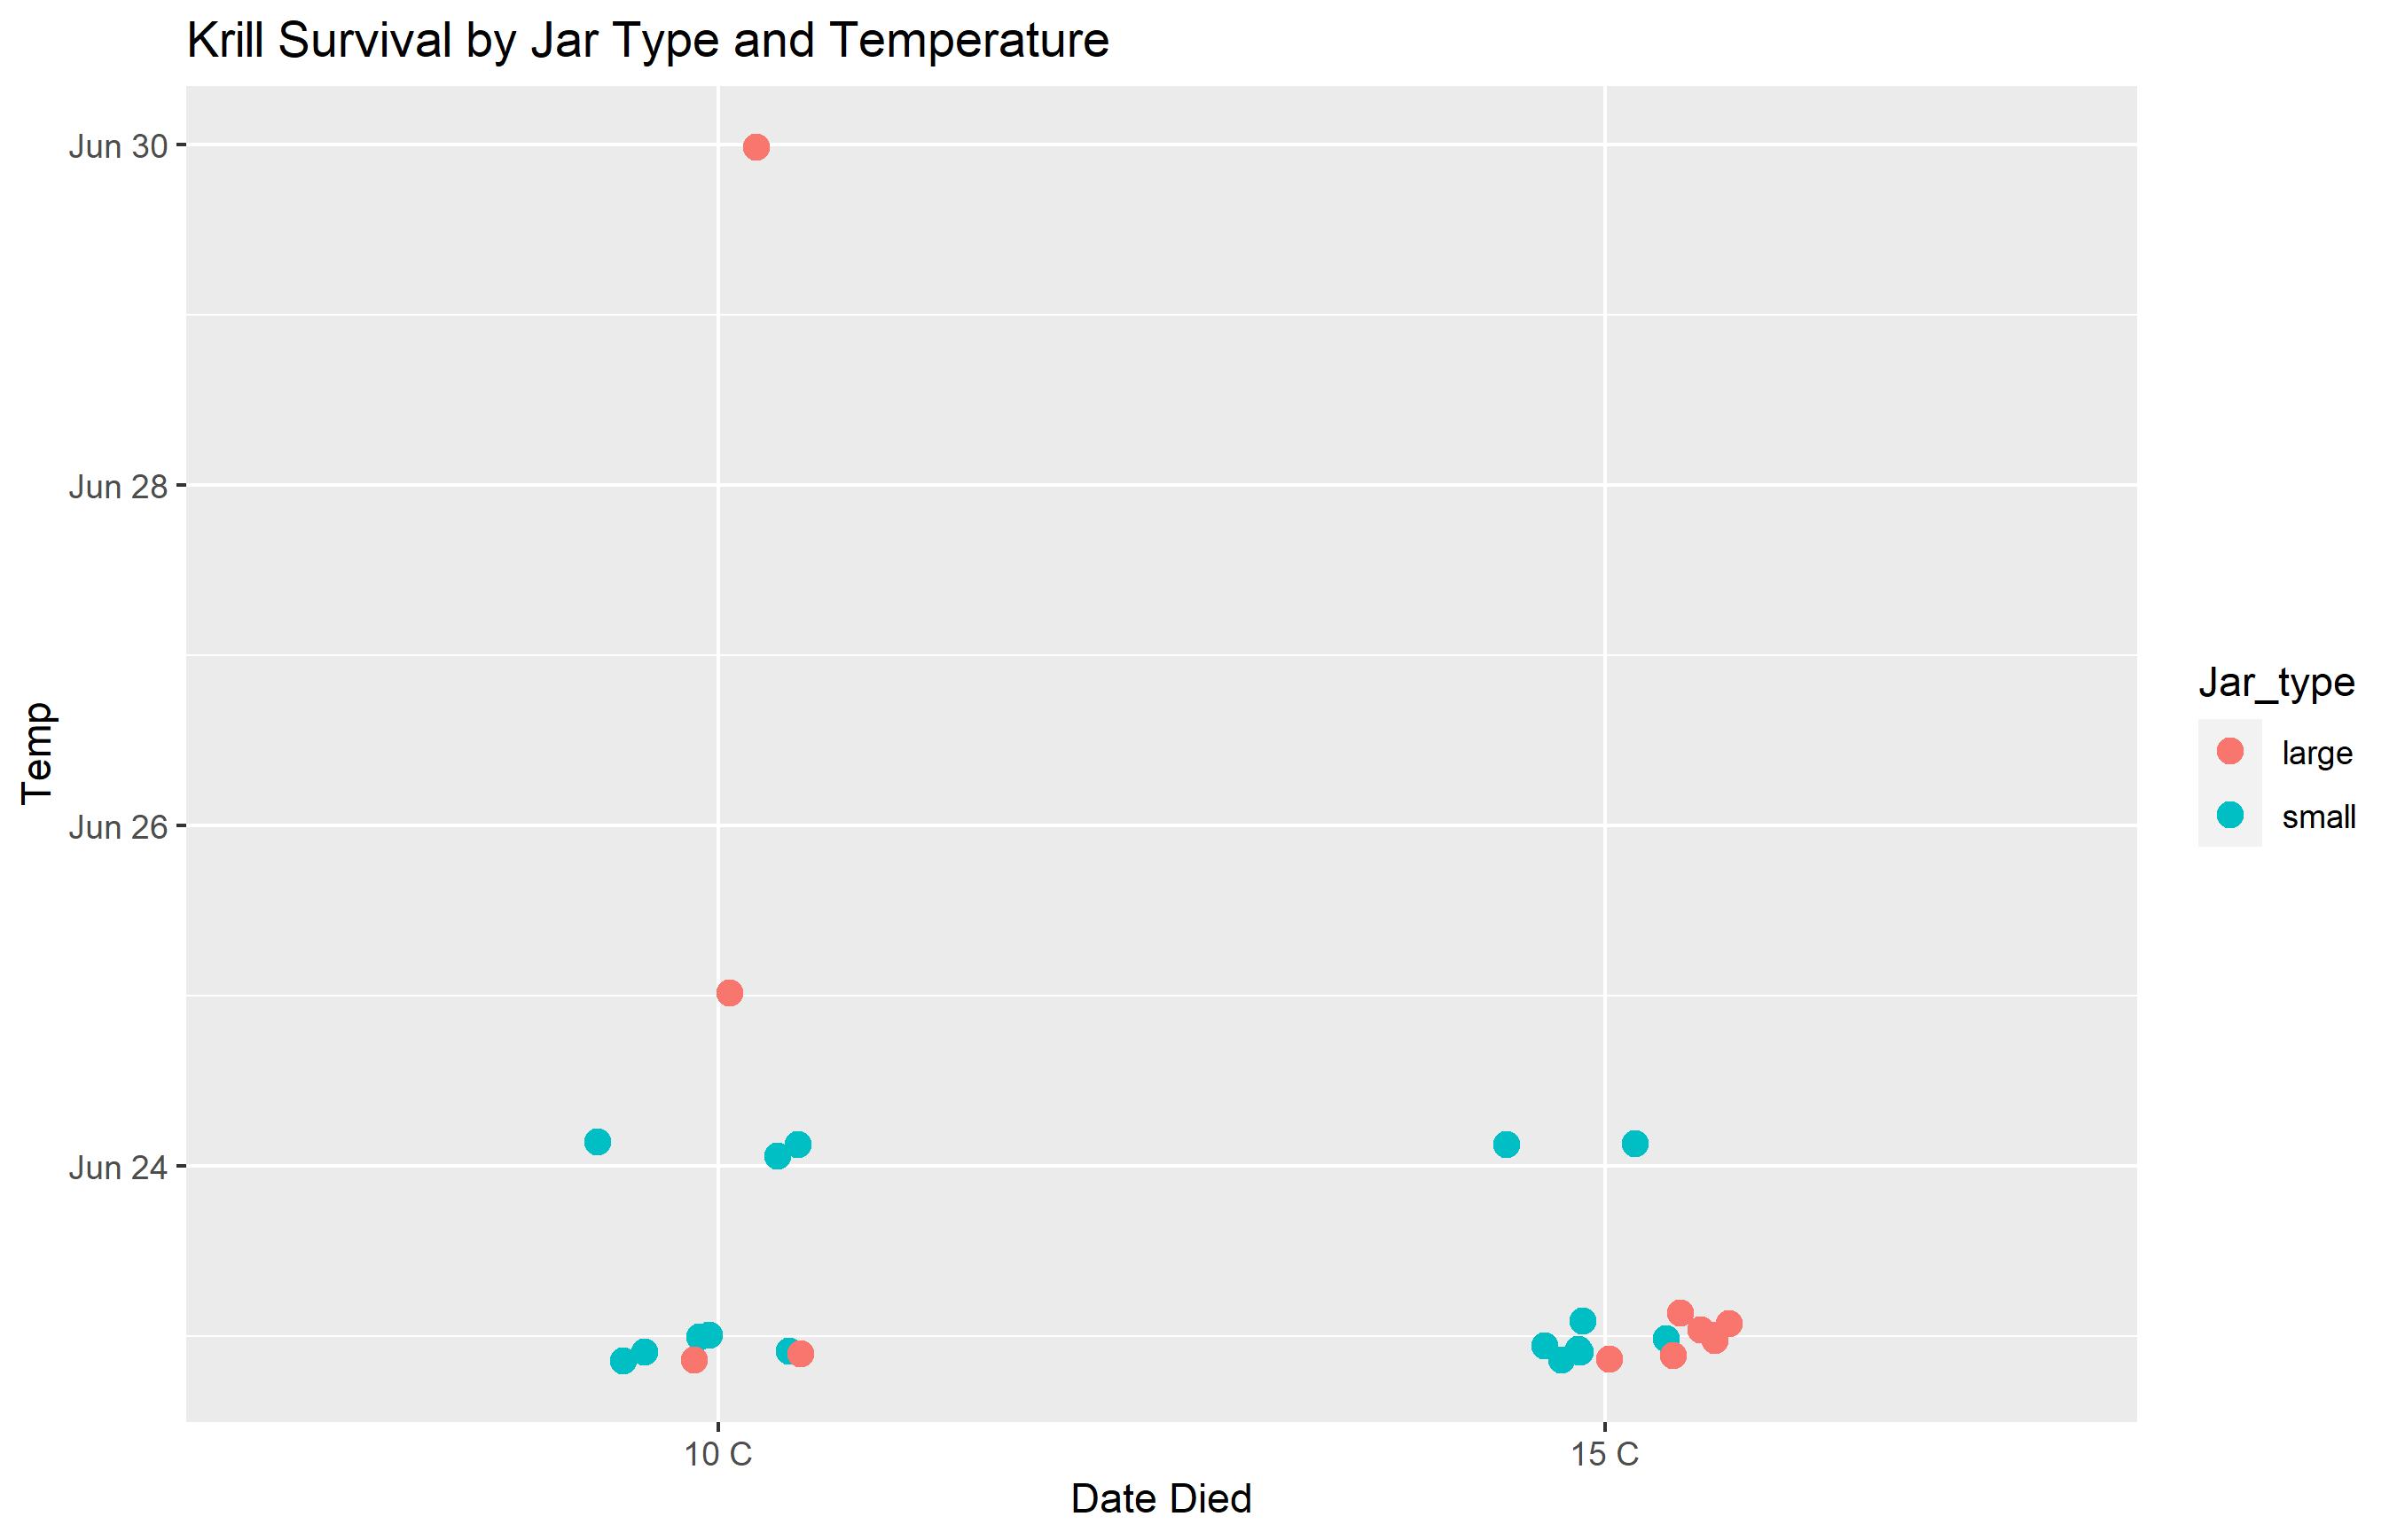 Krill Survival by Jar Type and Temperature
Jun 30
Jun 28
Jun 26
Jun 24
Temp
10 C
15 C
Date Died
Jar_type
large
small